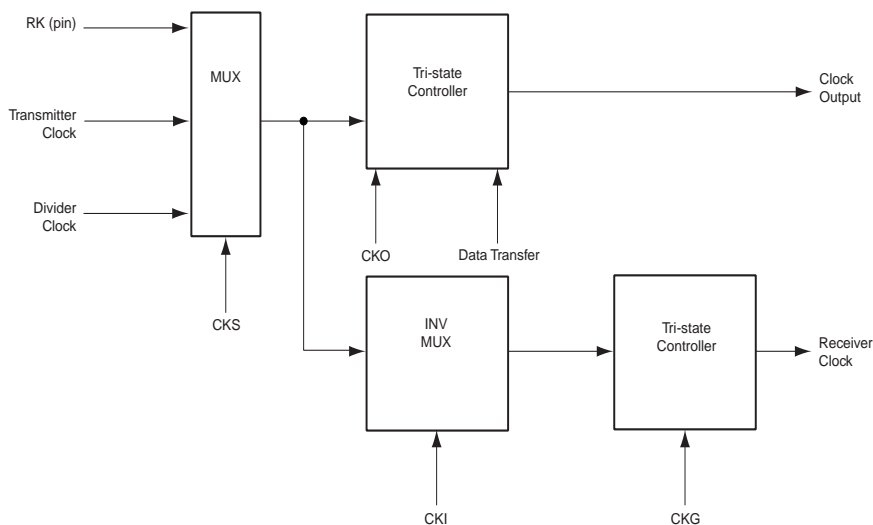 RK (pin)
MUX
Tri-state
Controller
Clock
Output
Transmitter
Clock
Divider
Clock
CKO
Data Transfer
CKS
INV
MUX
Tri-state
Controller
Receiver
Clock
CKI
CKG